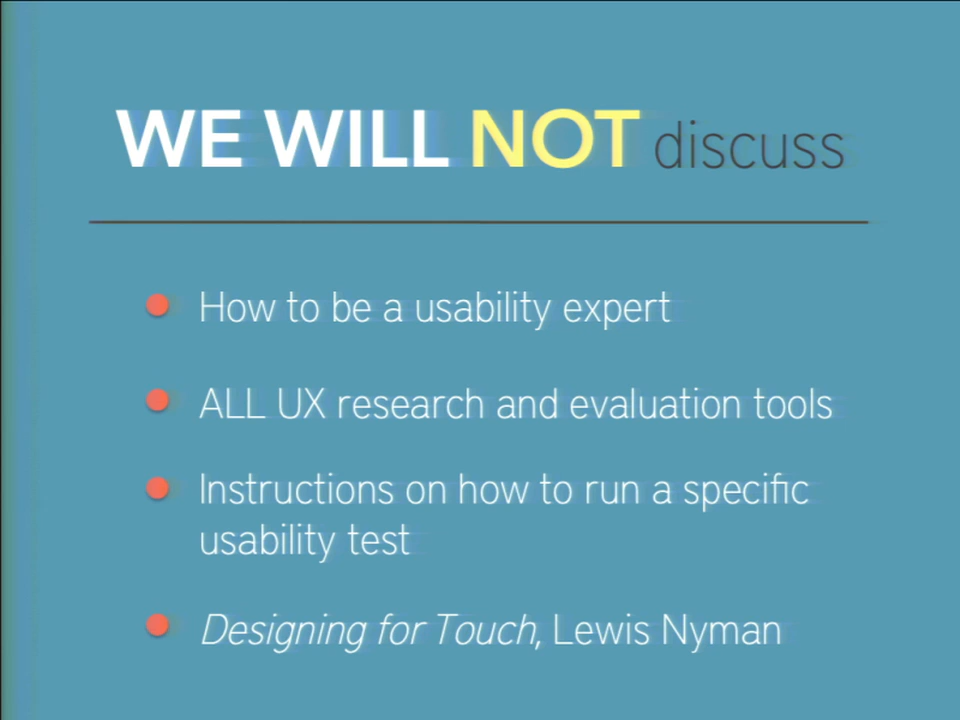 WE WILL NOT discuss
How to be a usability expert
ALL UX research and evaluation tools
Instructions on how to run a specific
usability test
Designing for Touch, Lewis Nyman